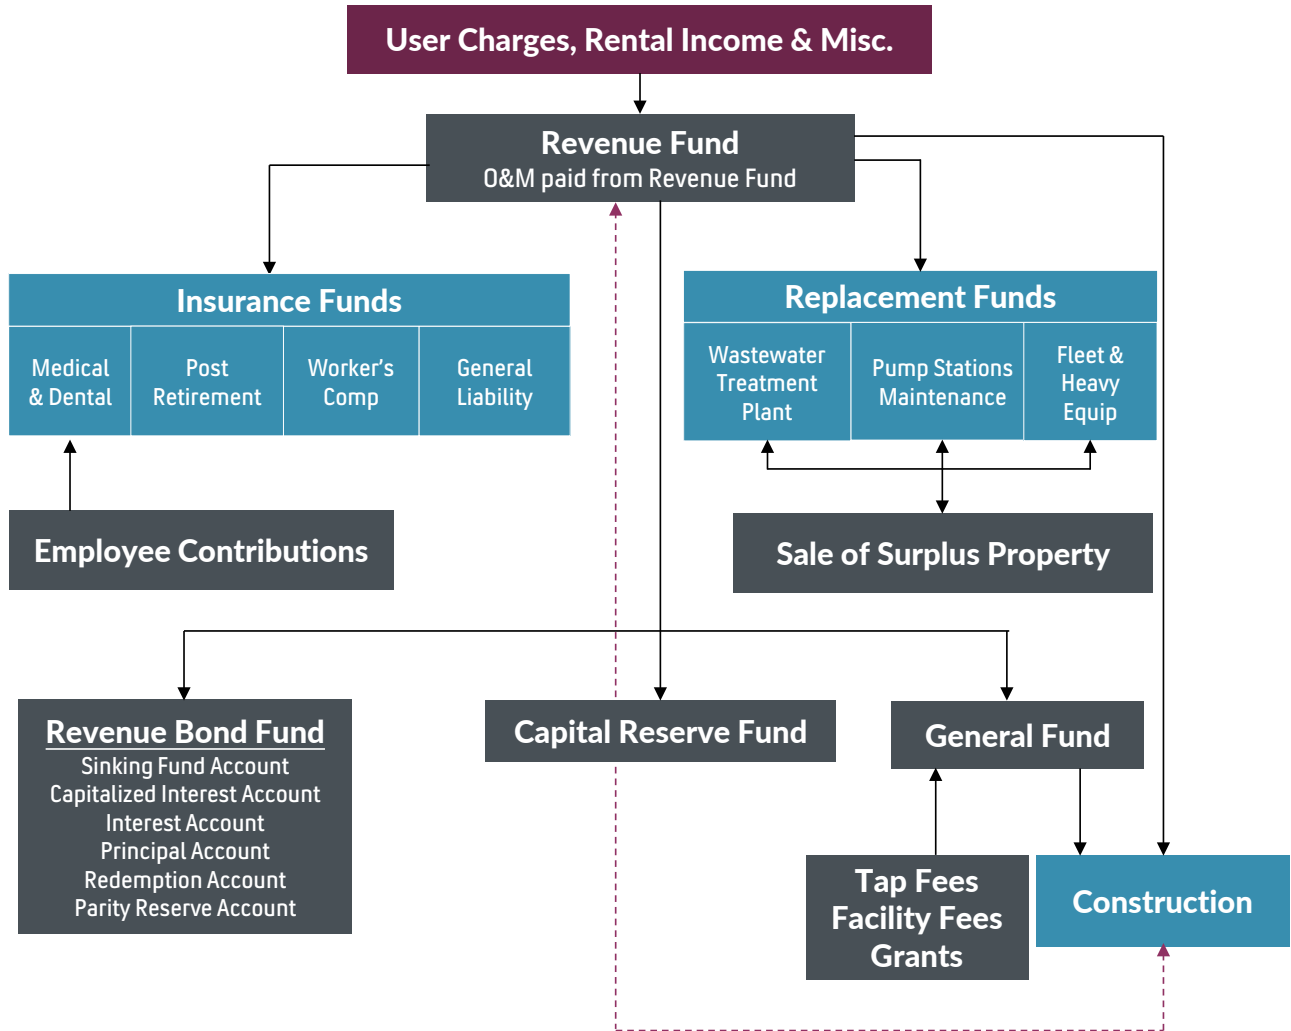 User Charges, Rental Income & Misc.
Revenue Fund
O&M paid from Revenue Fund
Insurance Funds
Medical
& Dental
Post
Retirement
Worker's
Comp
General
Liability
Replacement Funds
Wastewater
Treatment
Plant
Pump Stations
Maintenance
Fleet &
Heavy
Equip
Employee Contributions
Sale of Surplus Property
Revenue Bond Fund
Sinking Fund Account
Capitalized Interest Account
Interest Account
Principal Account
Redemption Account
Parity Reserve Account
Capital Reserve Fund
General Fund
Tap Fees
Facility Fees
Grants
Construction